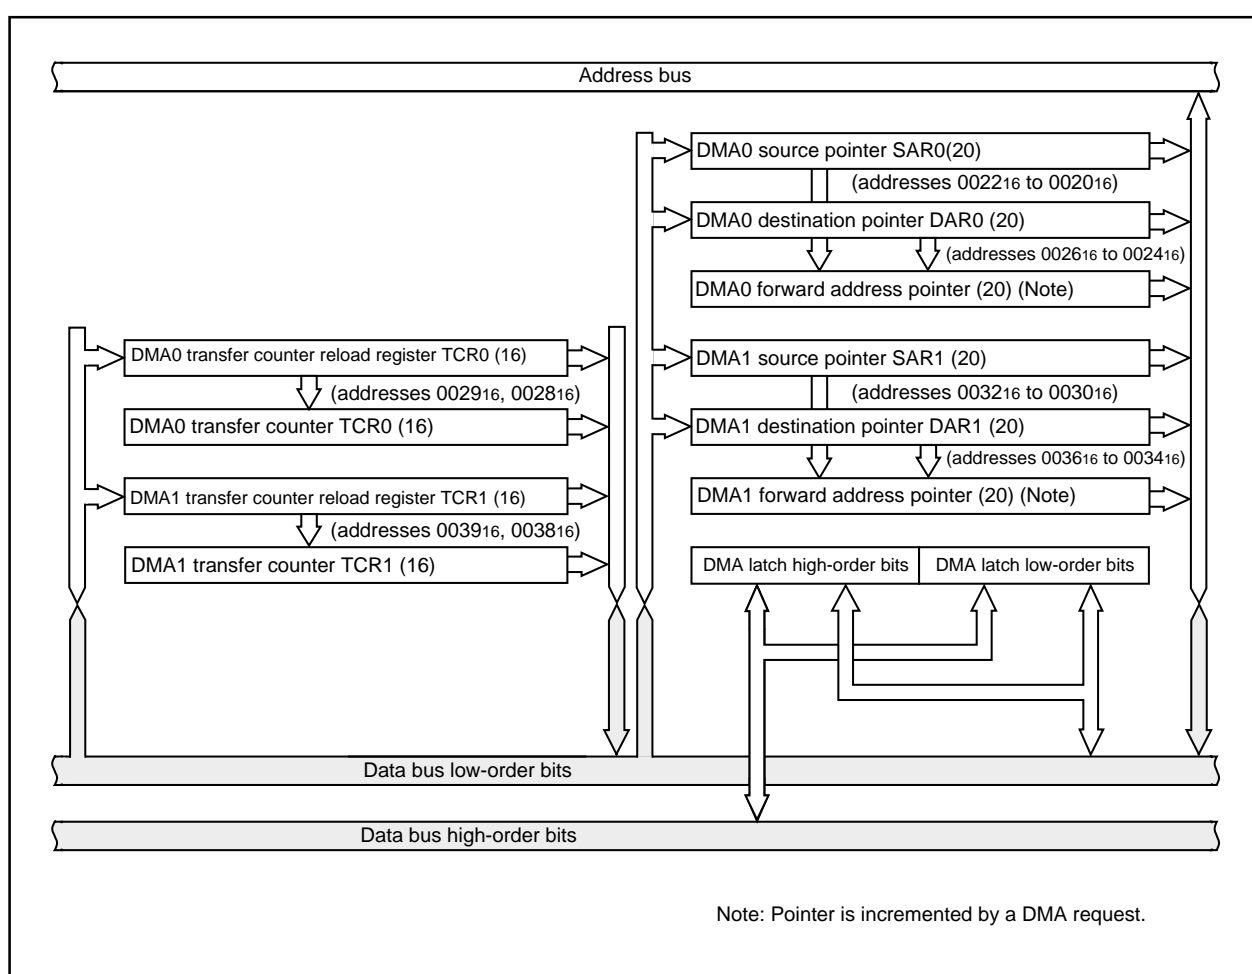 Address bus
DMA0 source pointer SAR0(20)
(addresses 002216 to 002016)
DMA0 destination pointer DAR0 (20)
(addresses 002616 to 002416)
DMA0 forward address pointer (20) (Note)
DMA0 transfer counter reload register TCR0 (16)
(addresses 002916, 002816)
DMA0 transfer counter TCR0 (16)
DMA1 transfer counter reload register TCR1 (16)
(addresses 003916, 003816)
DMA1 transfer counter TCR1 (16)
DMA1 source pointer SAR1 (20)
(addresses 003216 to 003016)
DMA1 destination pointer DAR1 (20)
(addresses 003616 to 003416)
DMA1 forward address pointer (20) (Note)
DMA latch high-order bits
DMA latch low-order bits
Data bus low-order bits
Data bus high-order bits
Note: Pointer is incremented by a DMA request.